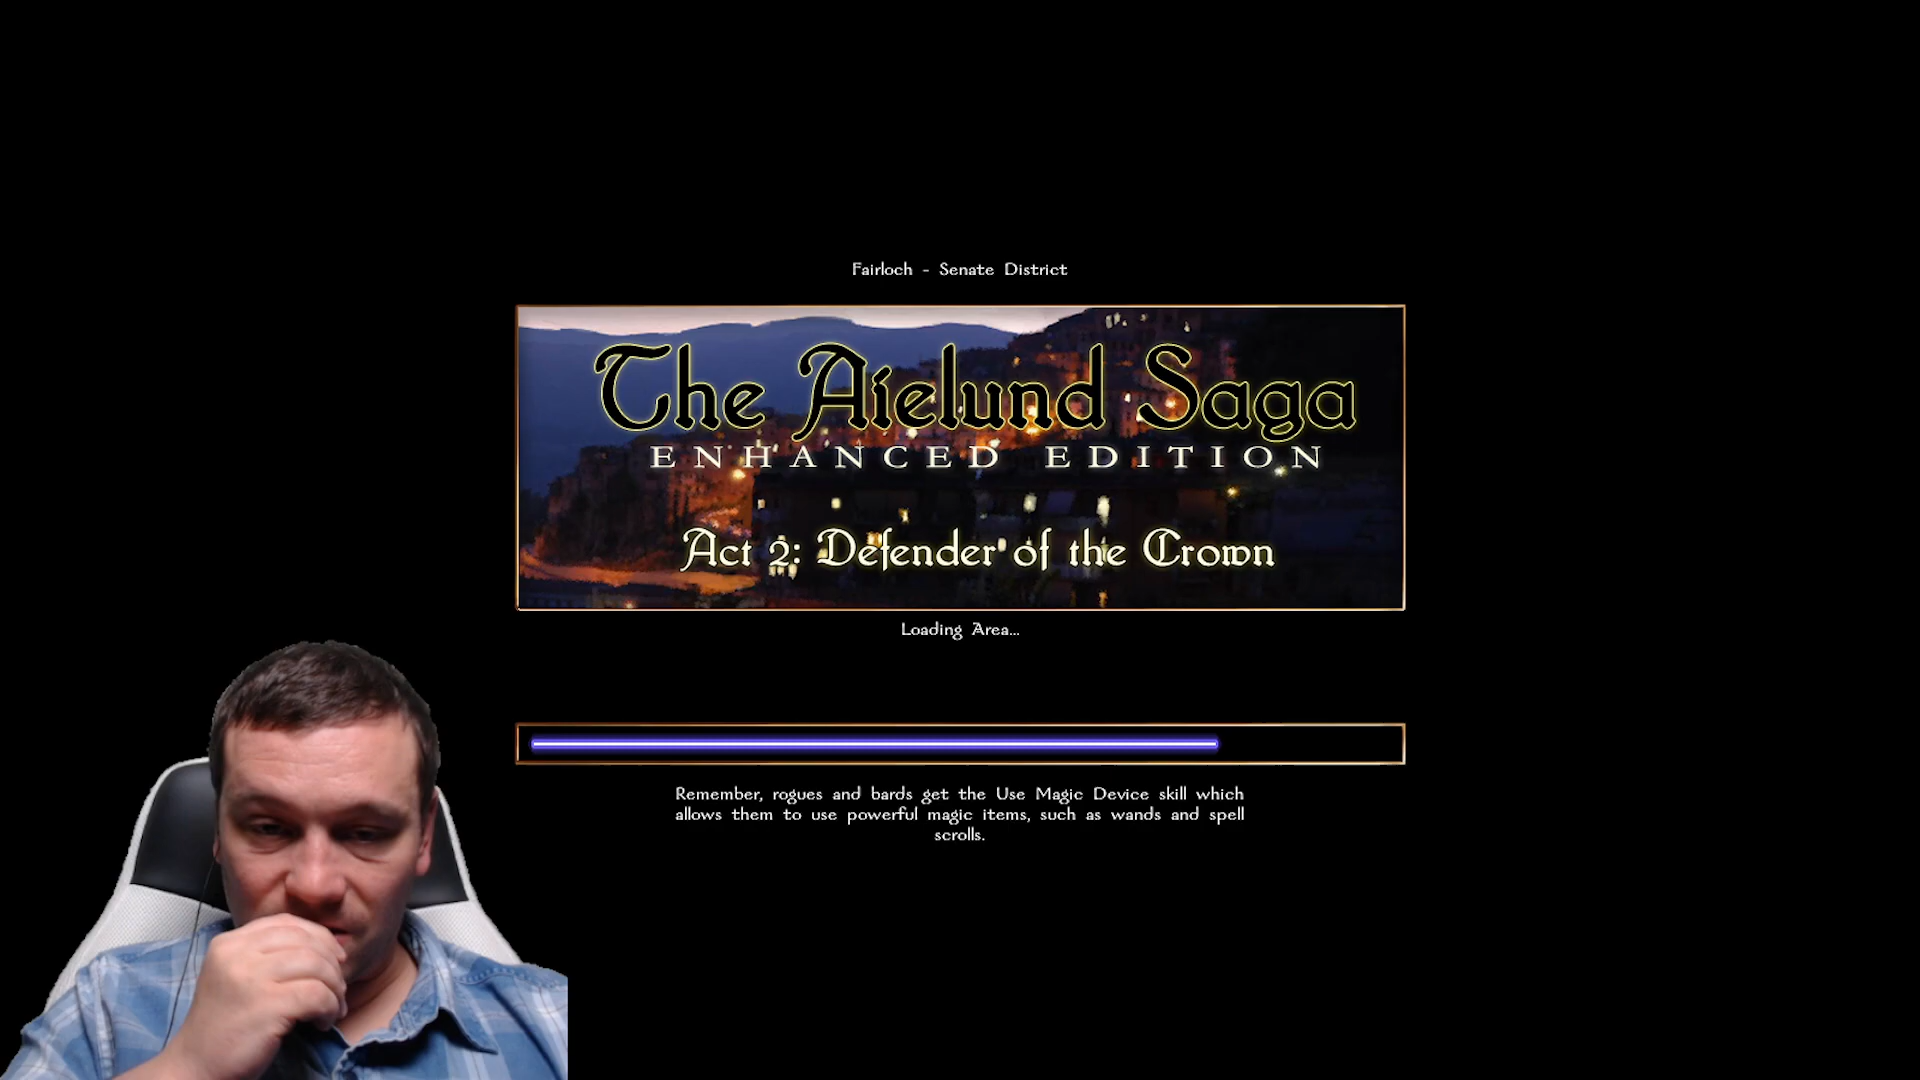 Fairloch - Senate District
The Aielund Saga
ENHANCED EDITION
Act 2: Defender of the Crown
Loading Area...
Remember, rogues and bards get the Use Magic Device skill which
allows them to use powerful magic items, such as wands and spell
scrolls.